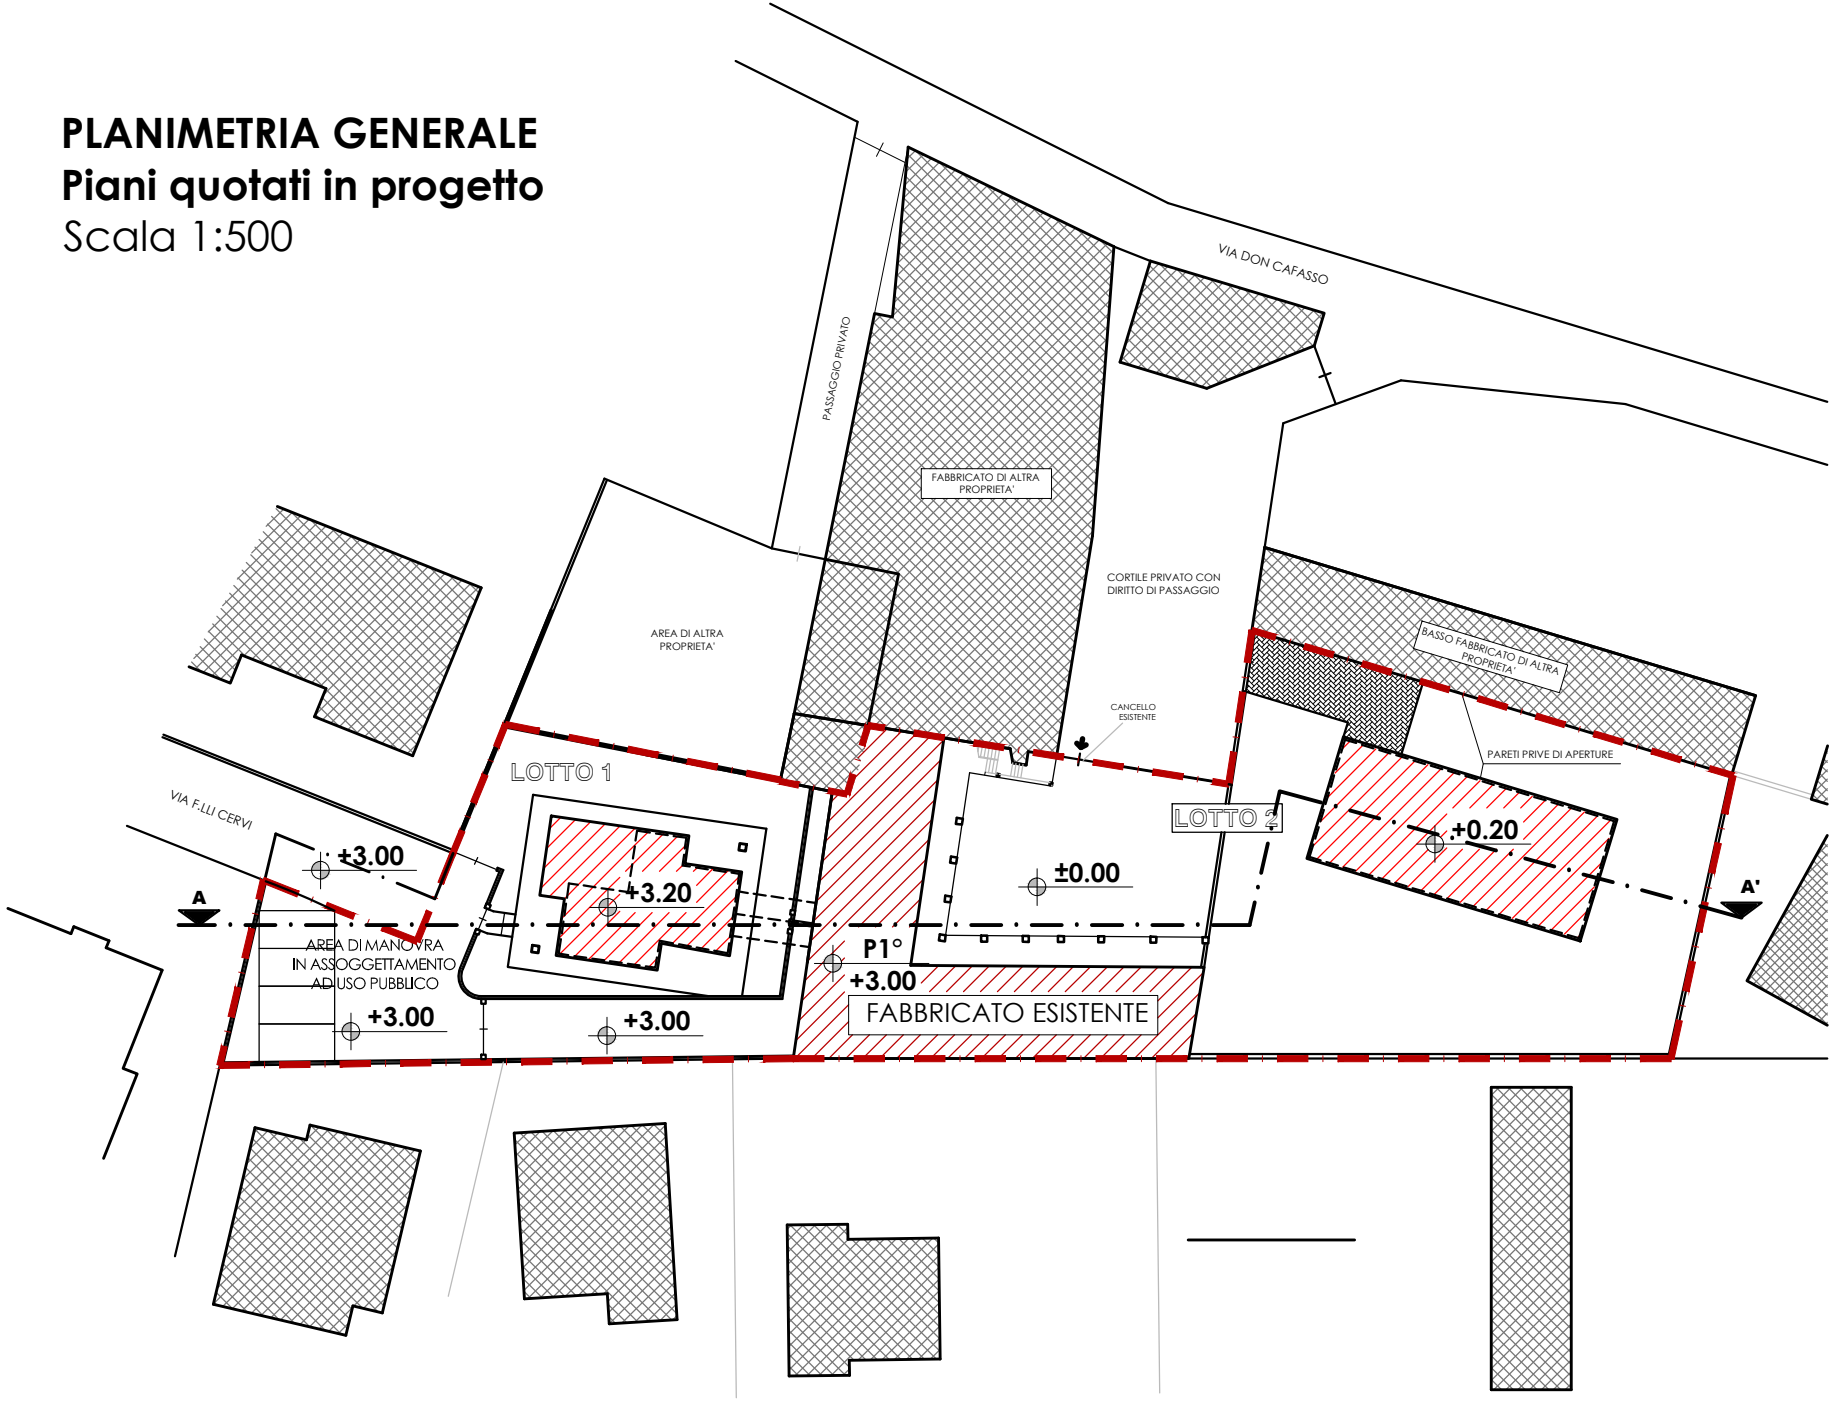 PLANIMETRIA GENERALE
Piani quotati in progetto
Scala 1:500
VIA DON CAFASSO
PASSAGGIO PRIVATO
FABBRICATO DI ALTRA
PROPRIETA'
CORTILE PRIVATO CON
DIRITTO DI PASSAGGIO
AREA DI ALTRA
PROPRIETA'
BASSO FABBRICATO DI ALTRA
PROPRIETA'
CANCELLO
ESISTENTE
PARETI PRIVE DI APERTURE
LOTTO 1
VIA F.LLI CERVI
LOTTO 2
+3.00
+0.20
±0.00
+3.20
A
A'
AREA DI MANOVRA
IN ASSOGGETTAMENTO
AD USO PUBBLICO
P1°
+3.00
FABBRICATO ESISTENTE
+3.00
+3.00